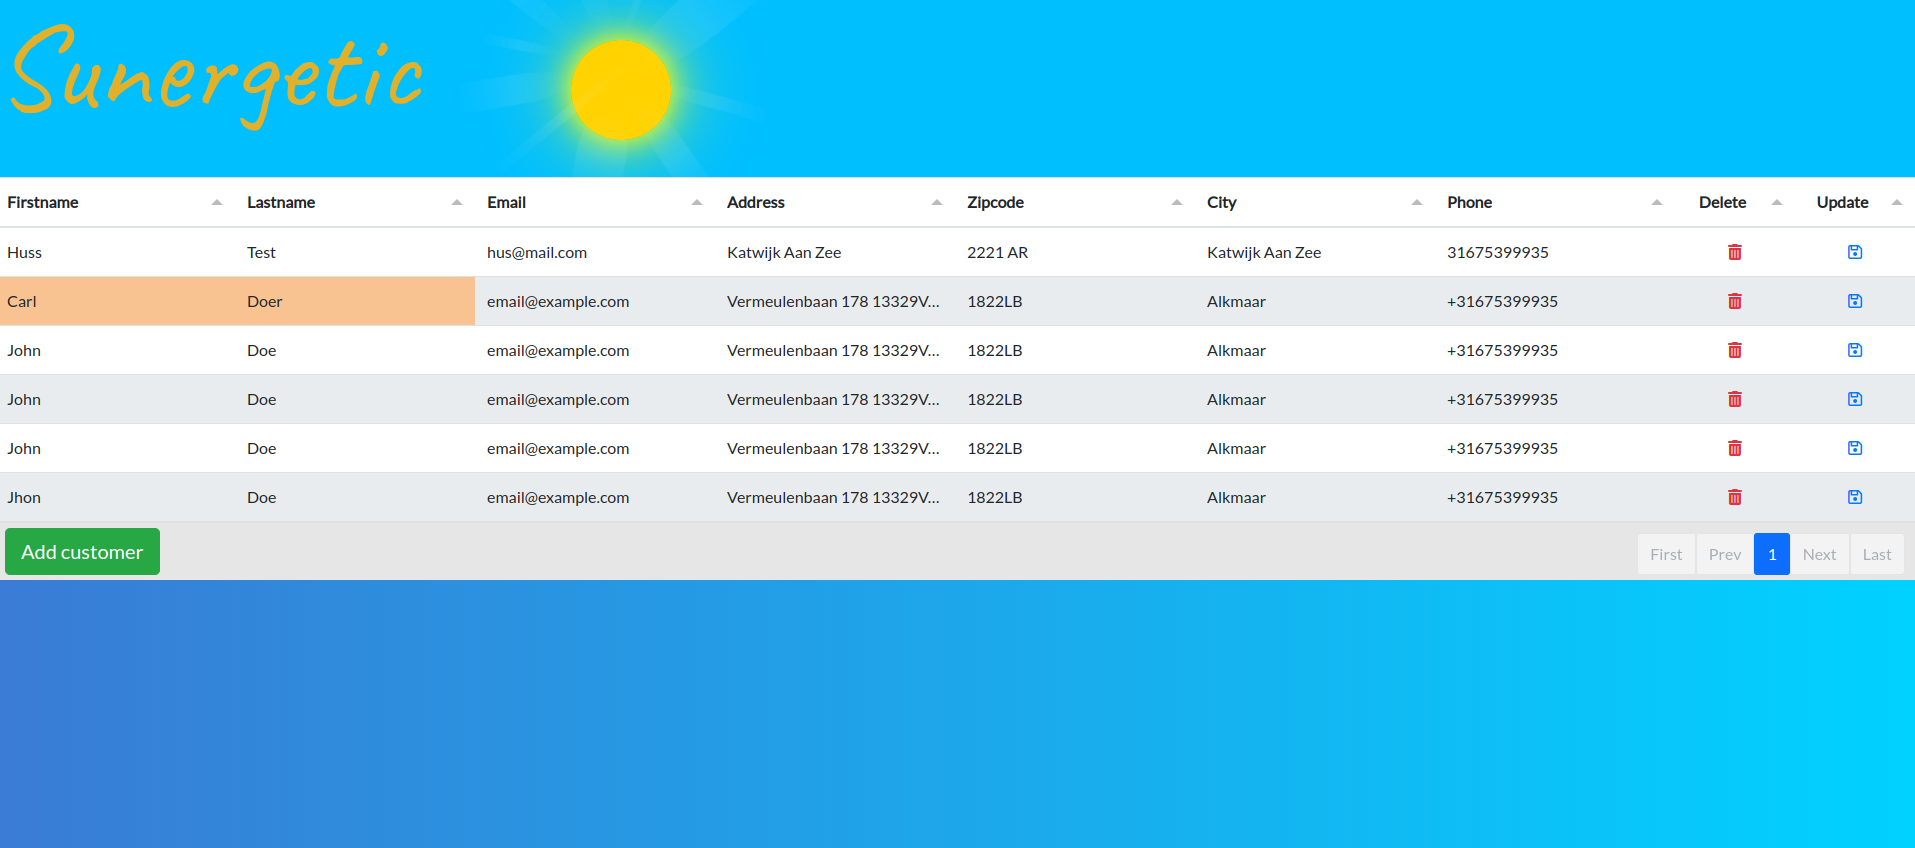 Sunergetic
Firstname Lastname Email Address Zipcode City Phone Delete Update
Huss Test hus@mail.com Katwijk Aan Zee 2221 AR Katwijk Aan Zee 31675399935
Carl Doer email@example.com Vermeulenbaan 178 13329V... 1822LB Alkmaar +31675399935
John Doe email@example.com Vermeulenbaan 178 13329V... 1822LB Alkmaar +31675399935
John Doe email@example.com Vermeulenbaan 178 13329V... 1822LB Alkmaar +31675399935
John Doe email@example.com Vermeulenbaan 178 13329V... 1822LB Alkmaar +31675399935
Jhon Doe email@example.com Vermeulenbaan 178 13329V... 1822LB Alkmaar +31675399935
Add customer First Prev 1 Next Last